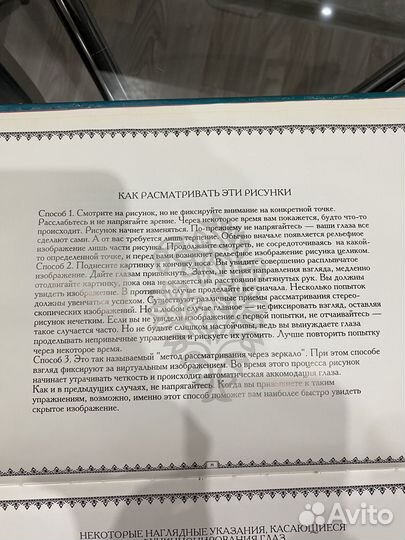 КАК РАСМАТРИВАТЬ ЭТИ РИСУНКИ
Способ 1. Смотрите на рисунок, но не фиксируйте внимание на конкретной точке.
Расслабьтесь и не напрягайте зрение. Через некоторое время вам покажется, будто что-то
происходит. Рисунок начнет изменяться. По-прежнему не напрягайтесь — ваши глаза все
сделают сами. А от вас требуется лишь терпение. Обычно вначале появляется рельефное
изображение лишь части рисунка. Продолжайте смотреть, не сосредоточиваясь на какой-
то определенной точке, и перед вами возникнет рельефное изображение рисунка целиком.
Способ 2. Поднесите картинку к кончику носа. Вы увидите совершенно расплывчатое
изображение. Дайте глазам привыкнуть. Затем, не меняя направления взгляда, медленно
отодвигайте картинку, пока она не окажется на расстоянии вытянутых рук. Вы должны
увидеть изображение. В противном случае проделайте все сначала. Несколько попыток
должны увенчаться успехом. Существуют различные приемы рассматривания стерео-
скопических изображений. Но в любом случае главное — не фиксировать взгляд, оставляя
рисунок нечетким. Если вы не увидели изображение с первой попытки, не отчаивайтесь —
такое случается часто. Но не будьте слишком настойчивы, ведь вы вынуждаете глаза
проделывать непривычные упражнения и рискуете их утомить. Лучше повторить попытку
через некоторое время.
Способ 3. Это так называемый "метод рассматривания через зеркало". При этом способе
взгляд фиксируют за виртуальным изображением. Во время этого процесса рисунок
начинает утрачивать четкость и происходит автоматическая аккомодация глаза.
Как и в предыдущих случаях, не напрягайтесь. Когда вы привыкнете к таким
упражнениям, возможно, именно этот способ поможет вам наиболее быстро увидеть
скрытое изображение.
НЕКОТОРЫЕ НАГЛЯДНЫЕ УКАЗАНИЯ, КАСАЮЩИЕСЯ
ГЛАЗ
Avito